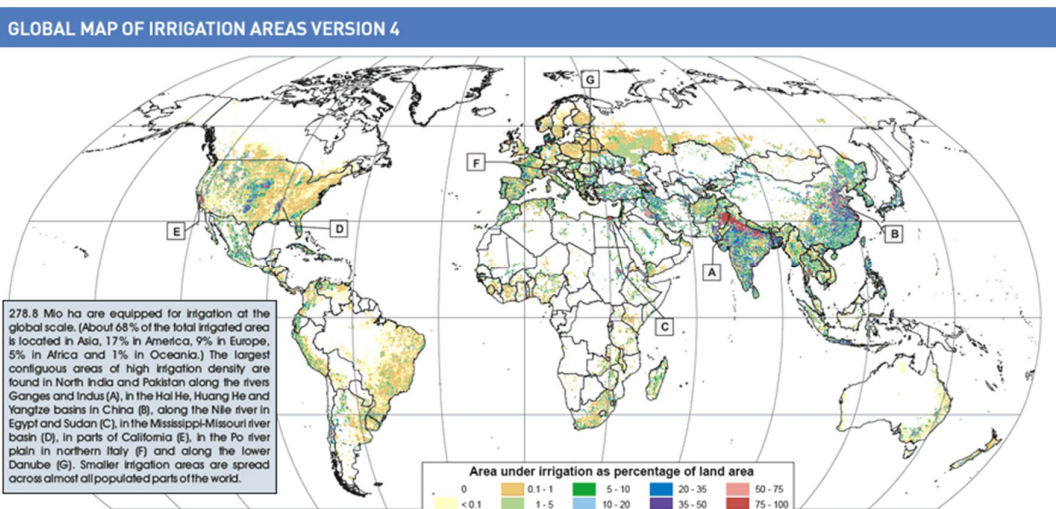 GLOBAL MAP OF IRRIGATION AREAS VERSION 4
G
F
E
D
B
A
C
278.8 Mio ha are equipped for irrigation at the
global scale. (About 68% of the total irrigated area
is located in Asia, 17% in America, 9% in Europe,
5% in Africa and 1% in Oceania.) The largest
contiguous areas of high irrigation density are
found in North India and Pakistan along the rivers
Ganges and Indus (A), in the Hai He, Huang He and
Yangtze basins in China (B), along the Nile river in
Egypt and Sudan (C), in the Mississippi-Missouri river
basin (D), in parts of California (E), in the Po river
plain in northern Italy (F) and along the lower
Danube (G). Smaller irrigation areas are spread
across almost all populated parts of the world.
Area under irrigation as percentage of land area
0 0.1 - 1 5 - 10 20 - 35 50 - 75
< 0.1 1 - 5 10 - 20 35 - 50 75 - 100